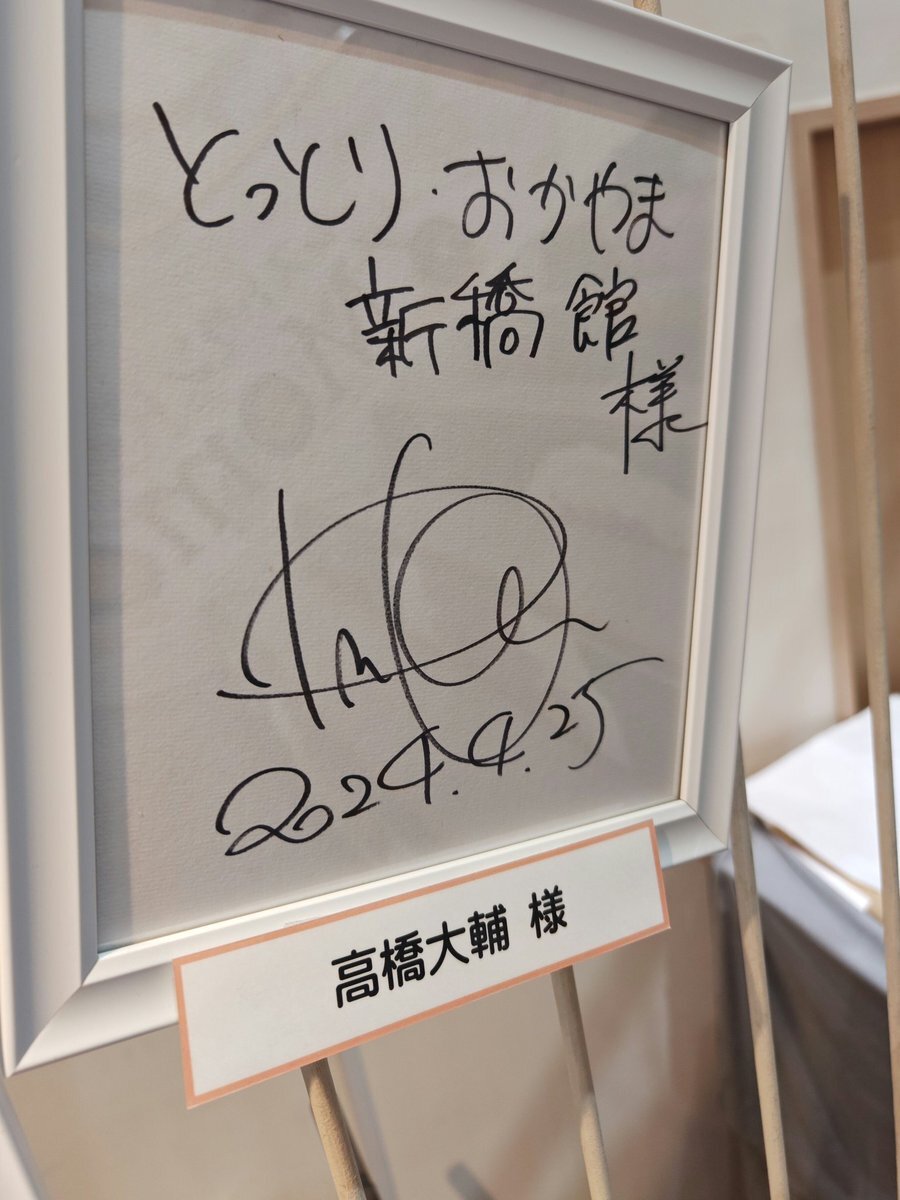 とっとり・おかやま
新橋館
様
2024.4.25
高橋大輔 様